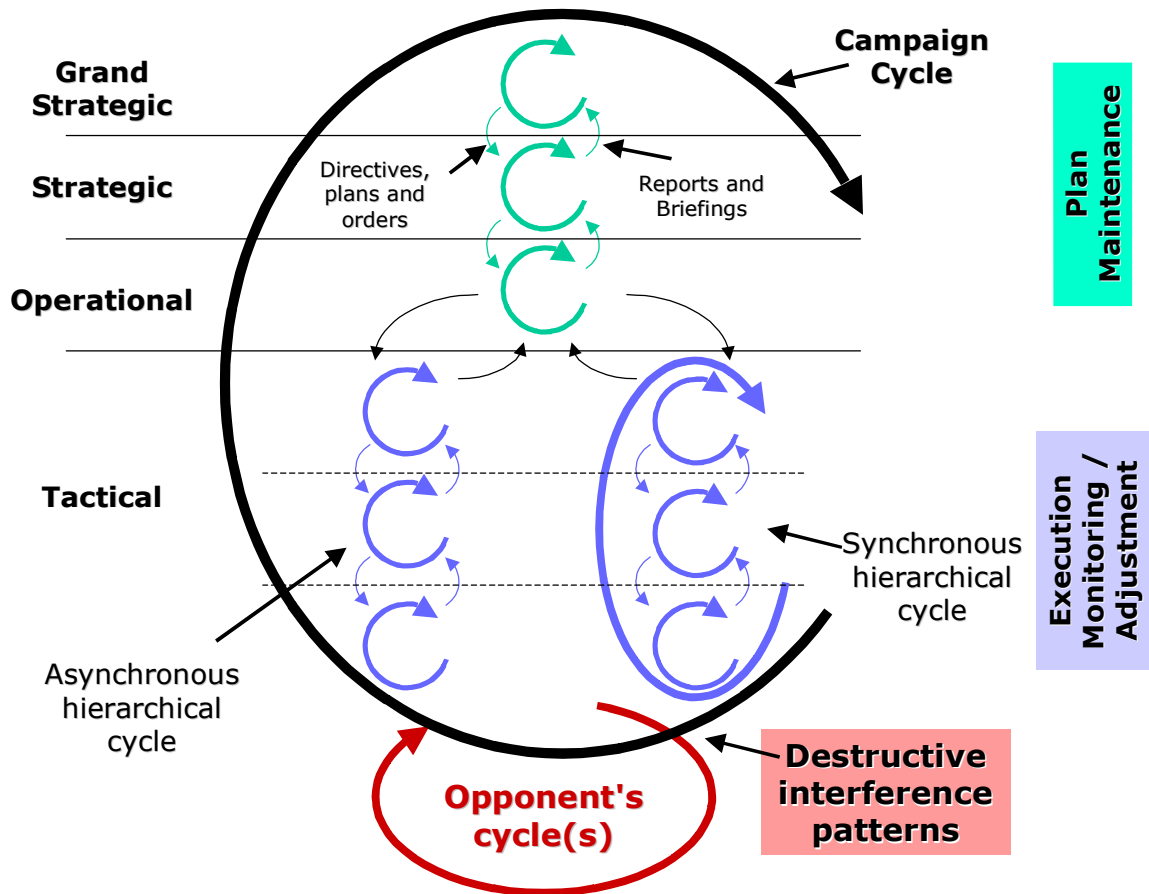 Grand
Strategic
Campaign
Cycle
Directives,
plans and
orders
Reports and
Briefings
Strategic
Plan
Maintenance
Operational
Tactical
Synchronous
hierarchical
cycle
Execution
Monitoring /
Adjustment
Asynchronous
hierarchical
cycle
Opponent's
cycle(s)
Destructive
interference
patterns